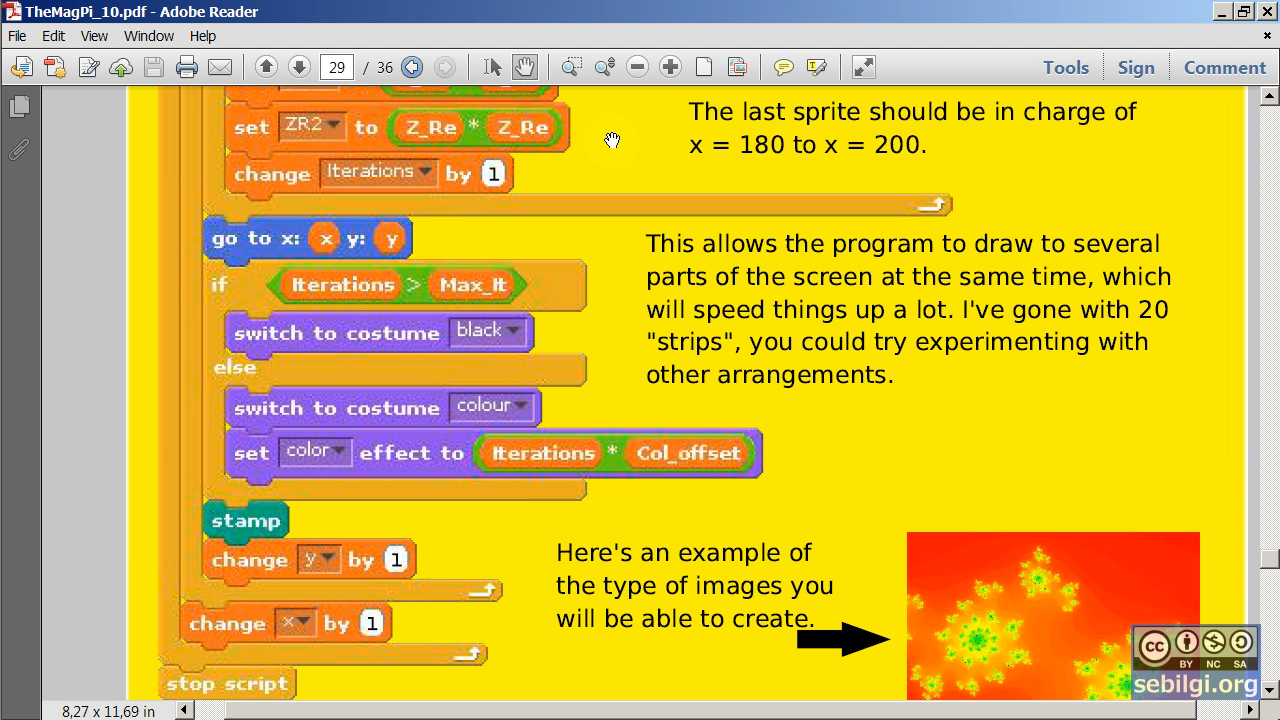 TheMagPi_10.pdf - Adobe Reader
File Edit View Window Help
29 / 36
Tools Sign Comment
set ZR2 to Z_Re * Z_Re
change Iterations by 1
go to x: x y: y
if Iterations > Max_It
switch to costume black
else
switch to costume colour
set color effect to Iterations * Col_offset
stamp
change y by 1
change x by 1
stop script
The last sprite should be in charge of
x = 180 to x = 200.
This allows the program to draw to several
parts of the screen at the same time, which
will speed things up a lot. I've gone with 20
"strips", you could try experimenting with
other arrangements.
Here's an example of
the type of images you
will be able to create.
cc
BY NC SA
sebilgi.org
8,27 x 11,69 in